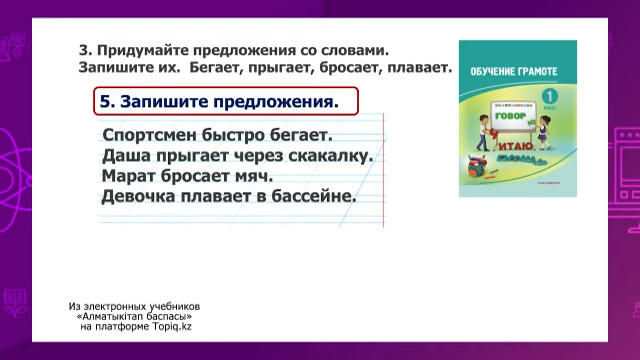 3. Придумайте предложения со словами.
Запишите их.  Бегает, прыгает, бросает, плавает.
5. Запишите предложения.
Спортсмен быстро бегает.
Даша прыгает через скакалку.
Марат бросает мяч.
Девочка плавает в бассейне.
ОБУЧЕНИЕ ГРАМОТЕ
1
ГОВОР
ИТАЮ
Из электронных учебников
«Алматыкітап баспасы»
на платформе Topiq.kz